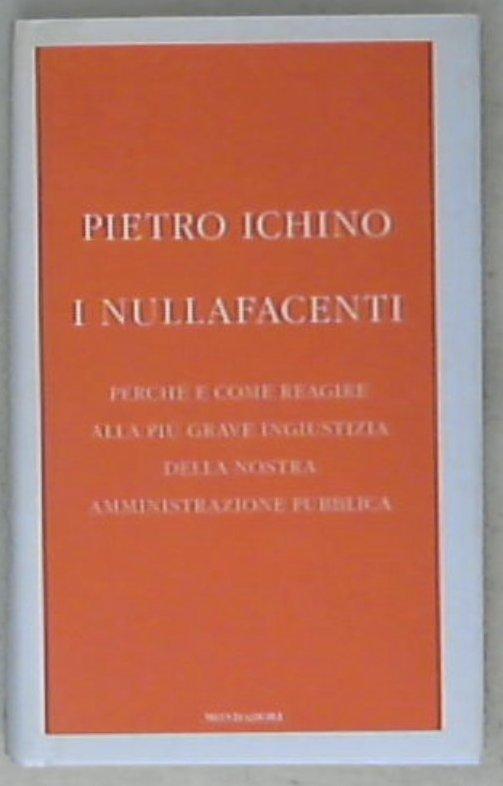 PIETRO ICHINO
I NULLAFACENTI
PERCHÉ E COME REAGIRE
ALLA PIÙ GRAVE INGIUSTIZIA
DELLA NOSTRA
AMMINISTRAZIONE PUBBLICA
MONDADORI